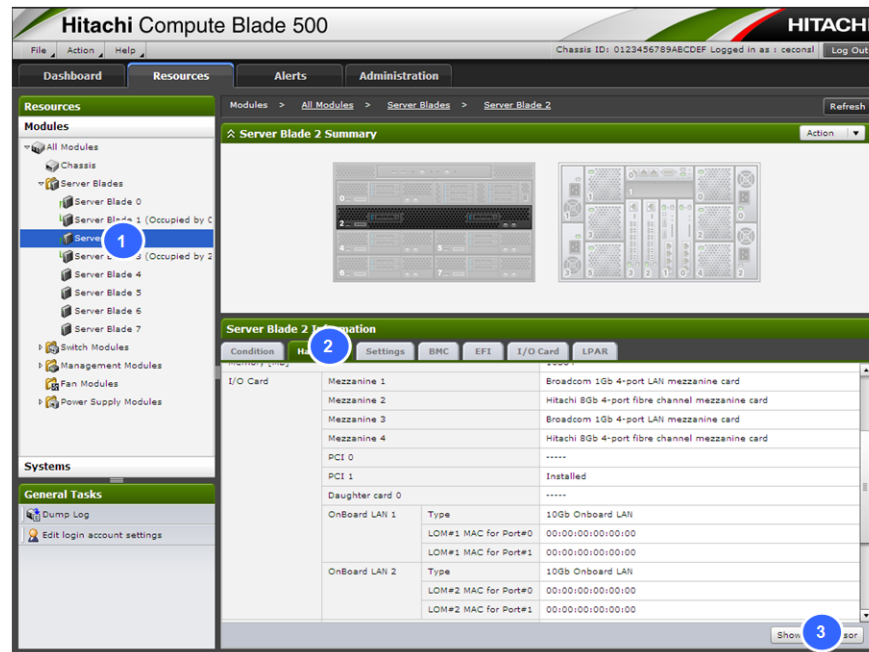 Hitachi Compute Blade 500
HITACHI
File Action Help
Chassis ID: 0123456789ABCDEF Logged in as : ceconsl Log Out
Dashboard Resources Alerts Administration
Resources
Modules > All Modules > Server Blades > Server Blade 2
Refresh
Modules
Server Blade 2 Summary
Action
All Modules
Chassis
Server Blades
Server Blade 0
Server Blade 1 (Occupied by 0
1
(Occupied by 2
Server Blade 4
Server Blade 5
Server Blade 6
Server Blade 7
Switch Modules
Management Modules
Fan Modules
Power Supply Modules
Systems
General Tasks
Dump Log
Edit login account settings
Server Blade 2 Information
Condition 2 Settings BMC EFI I/O Card LPAR
I/O Card
Mezzanine 1 Broadcom 1Gb 4-port LAN mezzanine card
Mezzanine 2 Hitachi 8Gb 4-port fibre channel mezzanine card
Mezzanine 3 Broadcom 1Gb 4-port LAN mezzanine card
Mezzanine 4 Hitachi 8Gb 4-port fibre channel mezzanine card
PCI 0 -----
PCI 1 Installed
Daughter card 0 -----
OnBoard LAN 1 Type 10Gb Onboard LAN
LOM#1 MAC for Port#0 00:00:00:00:00:00
LOM#1 MAC for Port#1 00:00:00:00:00:00
OnBoard LAN 2 Type 10Gb Onboard LAN
LOM#2 MAC for Port#0 00:00:00:00:00:00
LOM#2 MAC for Port#1 00:00:00:00:00:00
Show 3